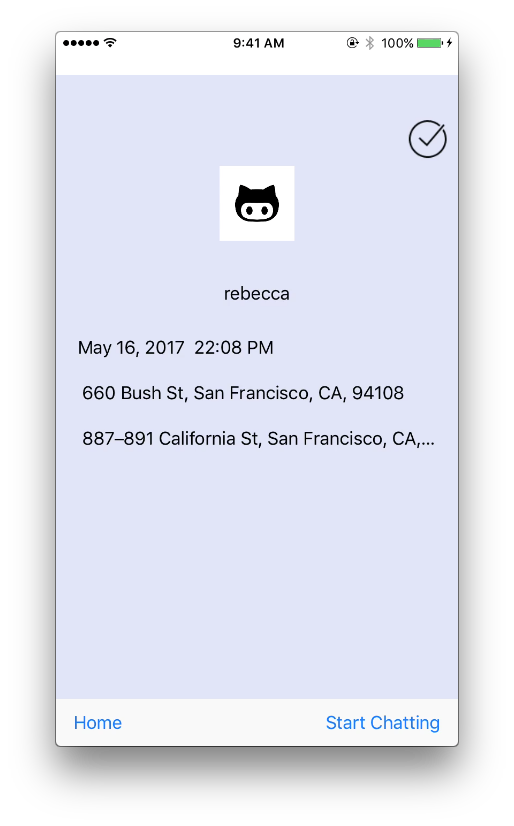 9:41 AM 100%
rebecca
May 16, 2017  22:08 PM
660 Bush St, San Francisco, CA, 94108
887–891 California St, San Francisco, CA,...
Home Start Chatting